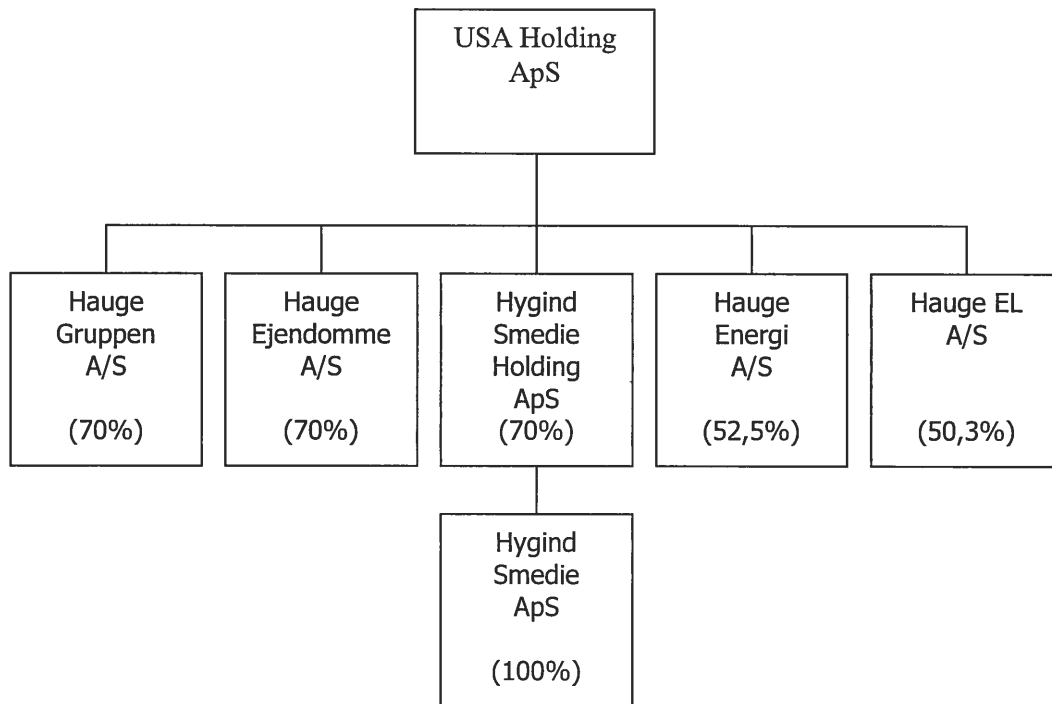 USA Holding
ApS
Hauge
Gruppen
A/S
(70%)
Hauge
Ejendomme
A/S
(70%)
Hygind
Smedie
Holding
ApS
(70%)
Hauge
Energi
A/S
(52,5%)
Hauge EL
A/S
(50,3%)
Hygind
Smedie
ApS
(100%)